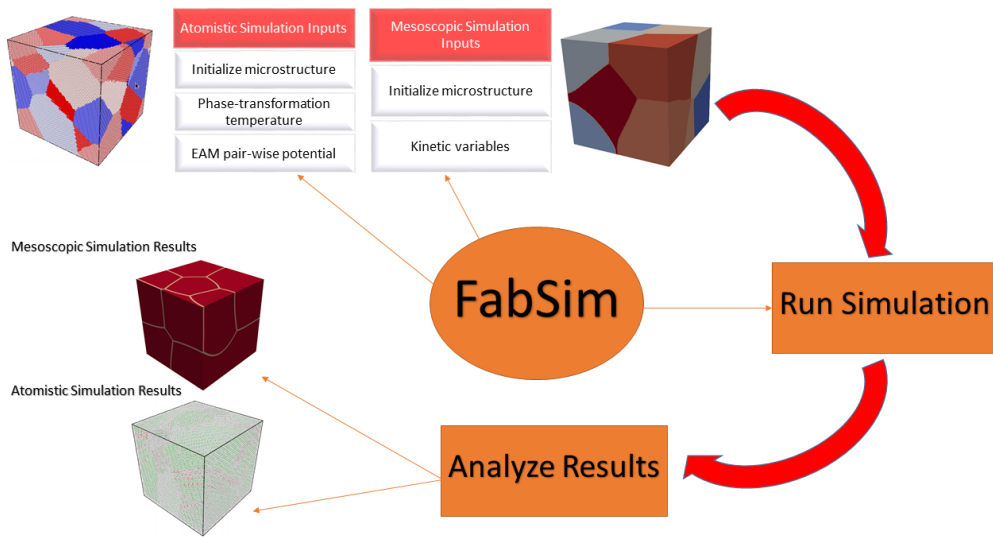 Atomistic Simulation Inputs
Initialize microstructure
Phase-transformation
temperature
EAM pair-wise potential
Mesoscopic Simulation
Inputs
Initialize microstructure
Kinetic variables
Mesoscopic Simulation Results
FabSim
Run Simulation
Atomistic Simulation Results
Analyze Results